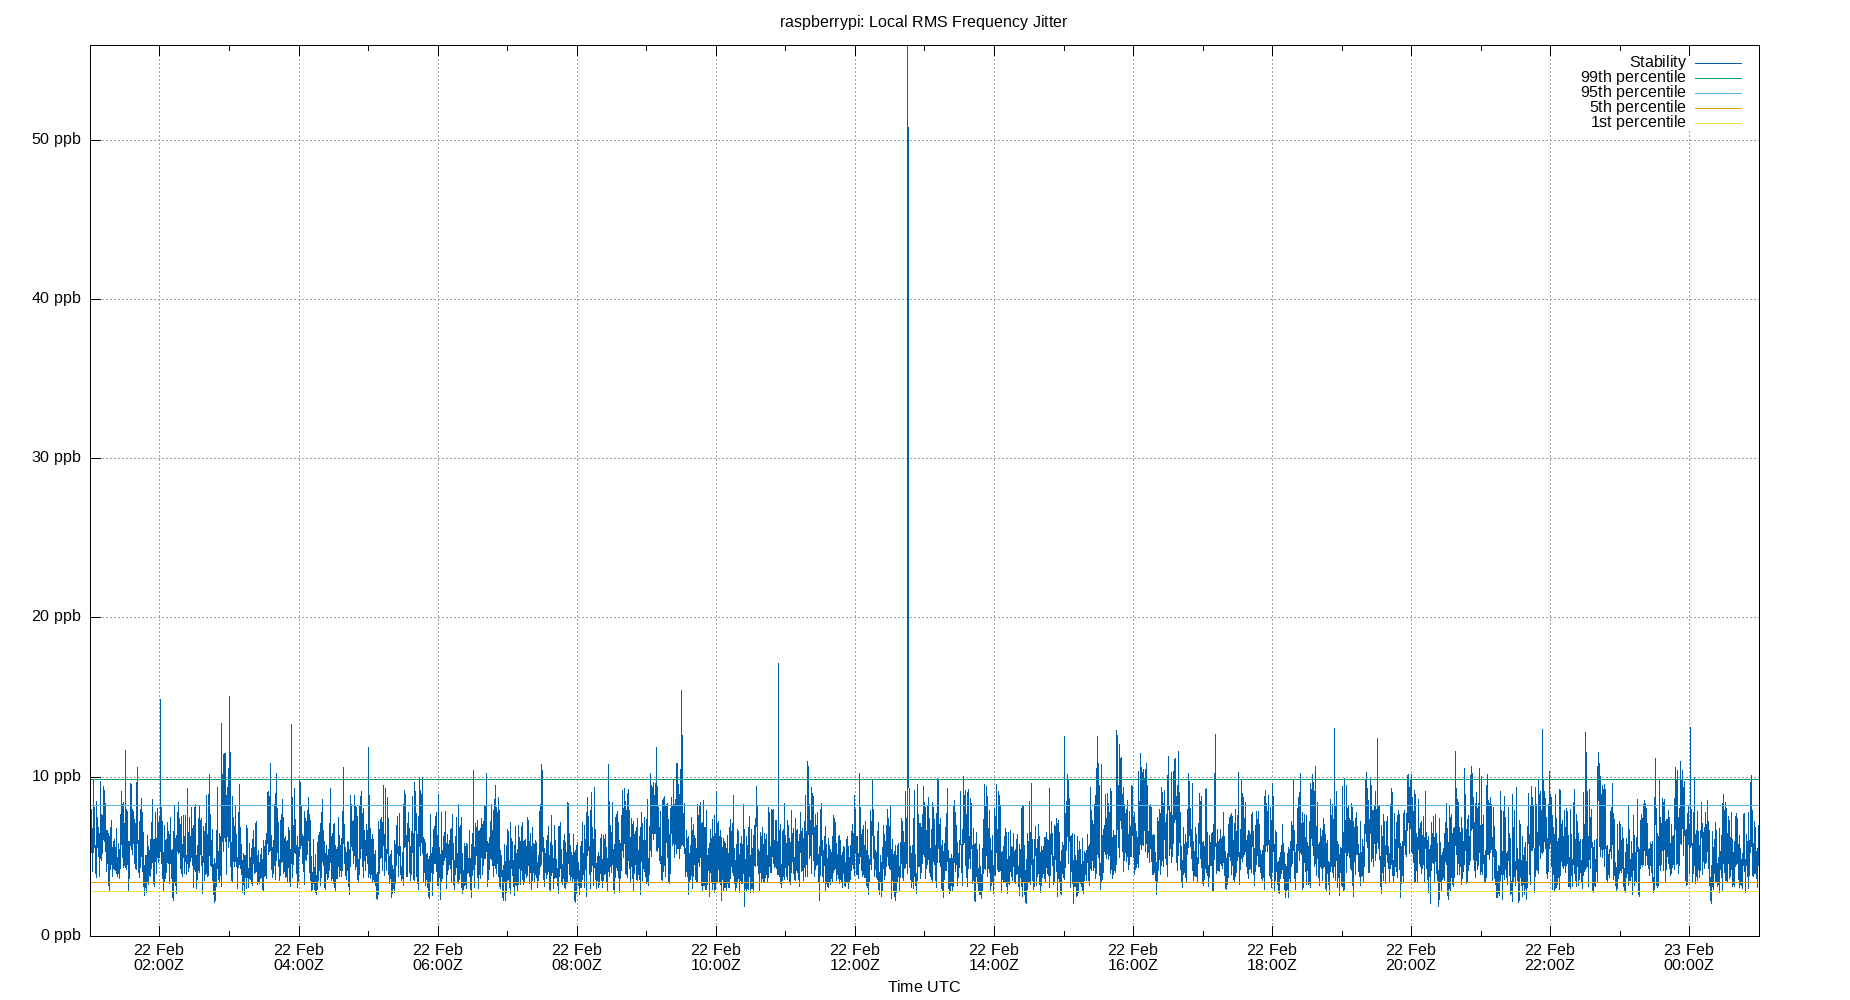 raspberrypi: Local RMS Frequency Jitter
Stability
99th percentile
95th percentile
5th percentile
1st percentile
50 ppb
40 ppb
30 ppb
20 ppb
10 ppb
0 ppb
22 Feb 22 Feb 22 Feb 22 Feb 22 Feb 22 Feb 22 Feb 22 Feb 22 Feb 22 Feb 22 Feb 23 Feb
02:00Z 04:00Z 06:00Z 08:00Z 10:00Z 12:00Z 14:00Z 16:00Z 18:00Z 20:00Z 22:00Z 00:00Z
Time UTC